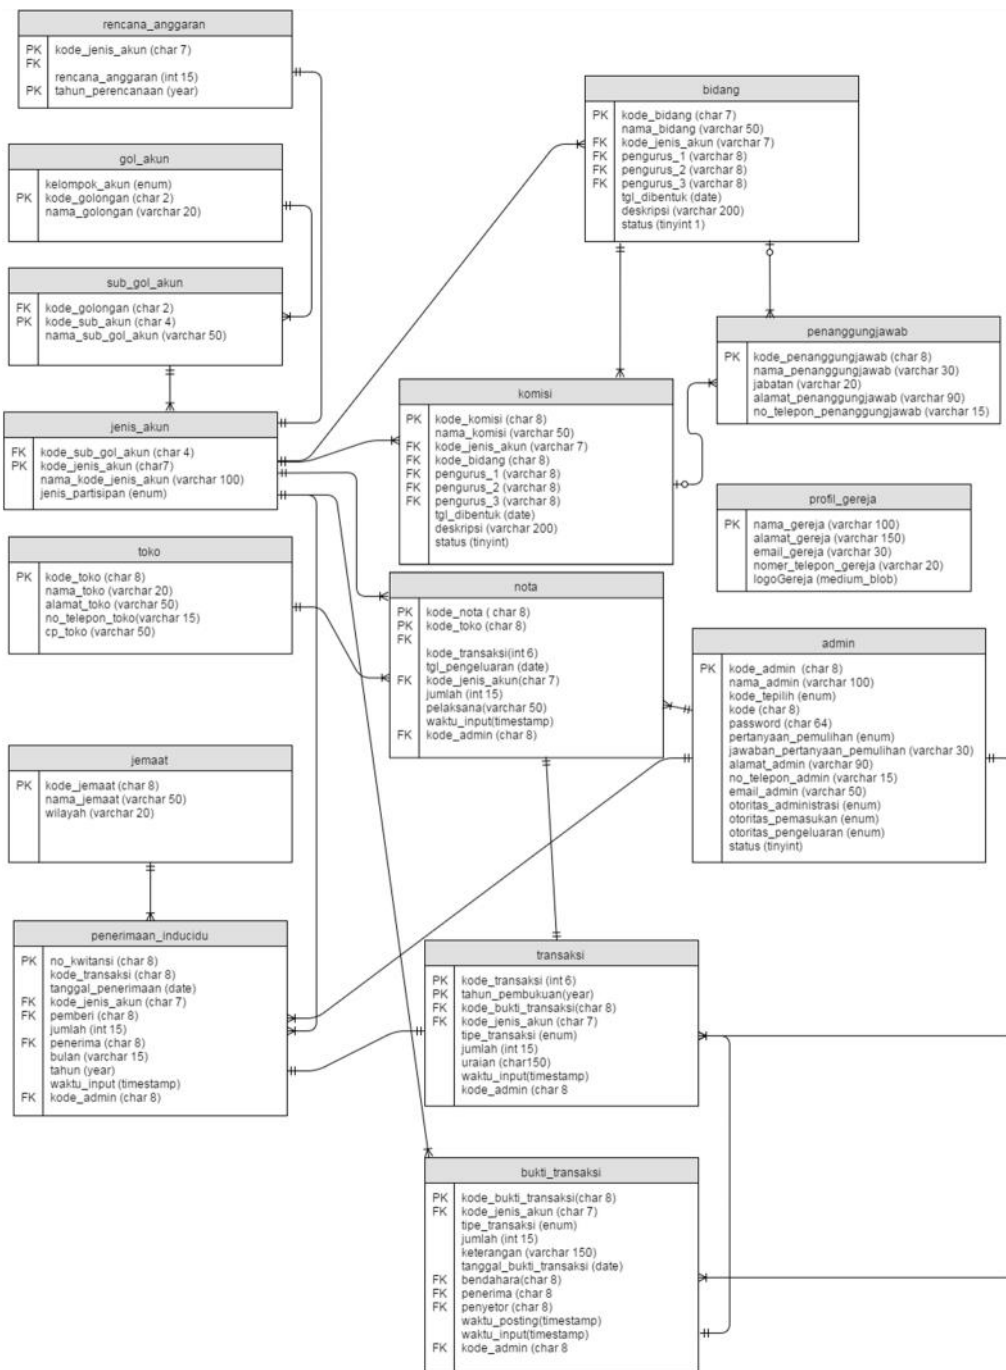 rencana_anggaran
PK kode_jenis_akun (char 7)
FK
rencana_anggaran (int 15)
PK tahun_perencanaan (year)
gol_akun
kelompok_akun (enum)
PK kode_golongan (char 2)
nama_golongan (varchar 20)
sub_gol_akun
FK kode_golongan (char 2)
PK kode_sub_akun (char 4)
nama_sub_gol_akun (varchar 50)
jenis_akun
FK kode_sub_gol_akun (char 4)
PK kode_jenis_akun (char7)
nama_kode_jenis_akun (varchar 100)
jenis_partisipan (enum)
toko
PK kode_toko (char 8)
nama_toko (varchar 20)
alamat_toko (varchar 50)
no_telepon_toko(varchar 15)
cp_toko (varchar 50)
jemaat
PK kode_jemaat (char 8)
nama_jemaat (varchar 50)
wilayah (varchar 20)
penerimaan_inducidu
PK no_kwitansi (char 8)
kode_transaksi (char 8)
tanggal_penerimaan (date)
FK kode_jenis_akun (char 7)
FK pemberi (char 8)
jumlah (int 15)
FK penerima (char 8)
bulan (varchar 15)
tahun (year)
waktu_input (timestamp)
FK kode_admin (char 8)
bidang
PK kode_bidang (char 7)
nama_bidang (varchar 50)
FK kode_jenis_akun (varchar 7)
FK pengurus_1 (varchar 8)
FK pengurus_2 (varchar 8)
FK pengurus_3 (varchar 8)
tgl_dibentuk (date)
deskripsi (varchar 200)
status (tinyint 1)
komisi
PK kode_komisi (char 8)
nama_komisi (varchar 50)
FK kode_jenis_akun (varchar 7)
FK kode_bidang (char 8)
FK pengurus_1 (varchar 8)
FK pengurus_2 (varchar 8)
FK pengurus_3 (varchar 8)
tgl_dibentuk (date)
deskripsi (varchar 200)
status (tinyint)
penanggungjawab
PK kode_penanggungjawab (char 8)
nama_penanggungjawab (varchar 30)
jabatan (varchar 20)
alamat_penanggungjawab (varchar 90)
no_telepon_penanggungjawab (varchar 15)
profil_gereja
PK nama_gereja (varchar 100)
alamat_gereja (varchar 150)
email_gereja (varchar 30)
nomer_telepon_gereja (varchar 20)
logoGereja (medium_blob)
nota
PK kode_nota ( char 8)
PK kode_toko (char 8)
FK
kode_transaksi(int 6)
tgl_pengeluaran (date)
FK kode_jenis_akun(char 7)
jumlah (int 15)
pelaksana(varchar 50)
waktu_input(timestamp)
FK kode_admin (char 8)
admin
PK kode_admin (char 8)
nama_admin (varchar 100)
kode_tepilih (enum)
kode (char 8)
password (char 64)
pertanyaan_pemulihan (enum)
jawaban_pertanyaan_pemulihan (varchar 30)
alamat_admin (varchar 90)
no_telepon_admin (varchar 15)
email_admin (varchar 50)
otoritas_administrasi (enum)
otoritas_pemasukan (enum)
otoritas_pengeluaran (enum)
status (tinyint)
transaksi
PK kode_transaksi (int 6)
PK tahun_pembukuan(year)
FK kode_bukti_transaksi(char 8)
FK kode_jenis_akun (char 7)
tipe_transaksi (enum)
jumlah (int 15)
uraian (char150)
waktu_input(timestamp)
kode_admin (char 8
bukti_transaksi
PK kode_bukti_transaksi(char 8)
FK kode_jenis_akun (char 7)
tipe_transaksi (enum)
jumlah (int 15)
keterangan (varchar 150)
tanggal_bukti_transaksi (date)
FK bendahara(char 8)
FK penerima (char 8
FK penyetor (char 8)
waktu_posting(timestamp)
waktu_input(timestamp)
FK kode_admin (char 8